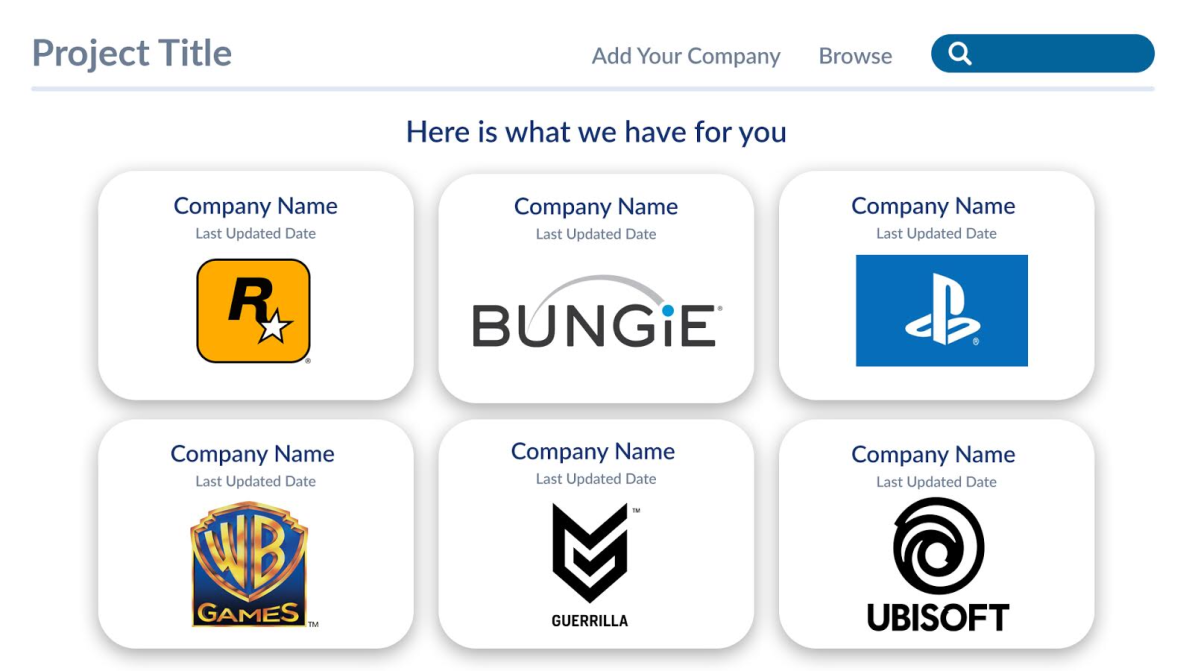 Project Title
Add Your Company
Browse
Here is what we have for you
Company Name
Last Updated Date
R
®
Company Name
Last Updated Date
BUNGiE®
Company Name
Last Updated Date
®
Company Name
Last Updated Date
WB
GAMES
TM
Company Name
Last Updated Date
TM
GUERRILLA
Company Name
Last Updated Date
UBISOFT